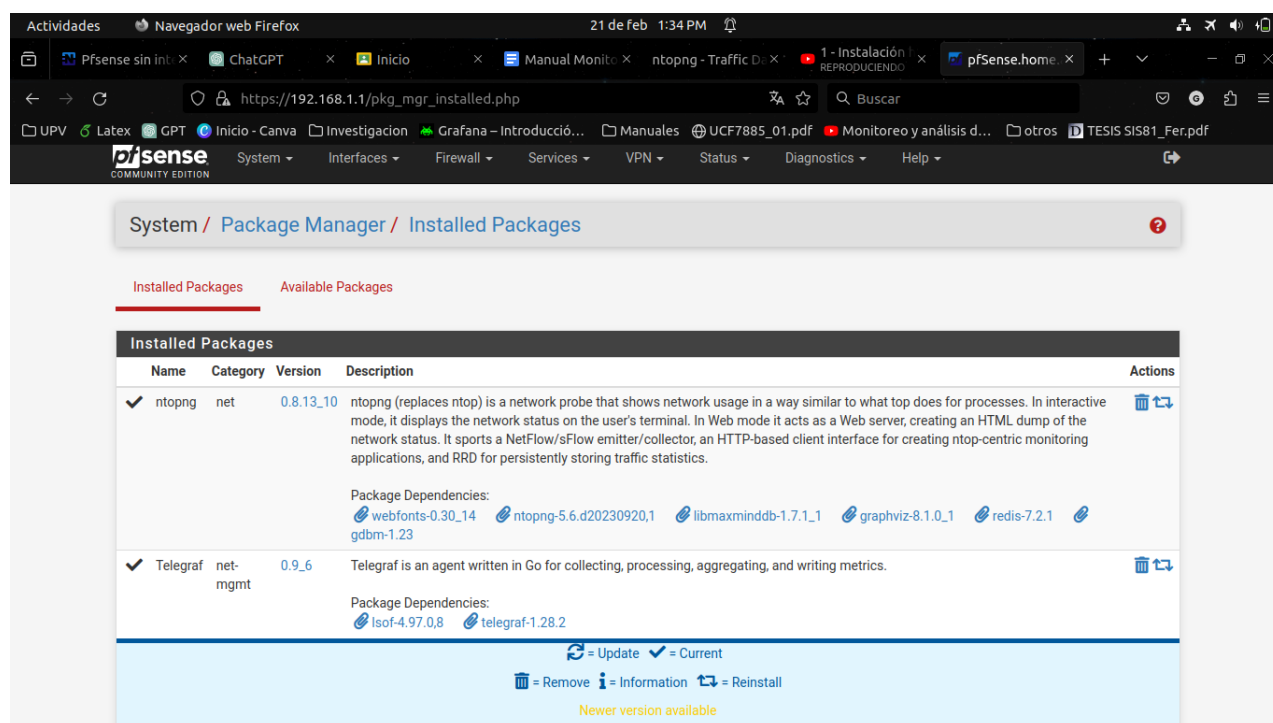 Actividades Navegador web Firefox 21 de feb 1:34 PM
Pfsense sin int ChatGPT Inicio Manual Monito ntopng - Traffic Da 1 - Instalación pfSense.home.
REPRODUCIENDO
https://192.168.1.1/pkg_mgr_installed.php Buscar
UPV Latex GPT Inicio - Canva Investigacion Grafana – Introducció… Manuales UCF7885_01.pdf Monitoreo y análisis d… otros TESIS SIS81_Fer.pdf
pfsense System Interfaces Firewall Services VPN Status Diagnostics Help
COMMUNITY EDITION
System / Package Manager / Installed Packages
Installed Packages Available Packages
Installed Packages
Name Category Version Description Actions
ntopng net 0.8.13_10 ntopng (replaces ntop) is a network probe that shows network usage in a way similar to what top does for processes. In interactive
mode, it displays the network status on the user's terminal. In Web mode it acts as a Web server, creating an HTML dump of the
network status. It sports a NetFlow/sFlow emitter/collector, an HTTP-based client interface for creating ntop-centric monitoring
applications, and RRD for persistently storing traffic statistics.
Package Dependencies:
webfonts-0.30_14 ntopng-5.6.d20230920,1 libmaxminddb-1.7.1_1 graphviz-8.1.0_1 redis-7.2.1
gdbm-1.23
Telegraf net- 0.9_6 Telegraf is an agent written in Go for collecting, processing, aggregating, and writing metrics.
mgmt
Package Dependencies:
lsof-4.97.0,8 telegraf-1.28.2
= Update = Current
= Remove = Information = Reinstall
Newer version available